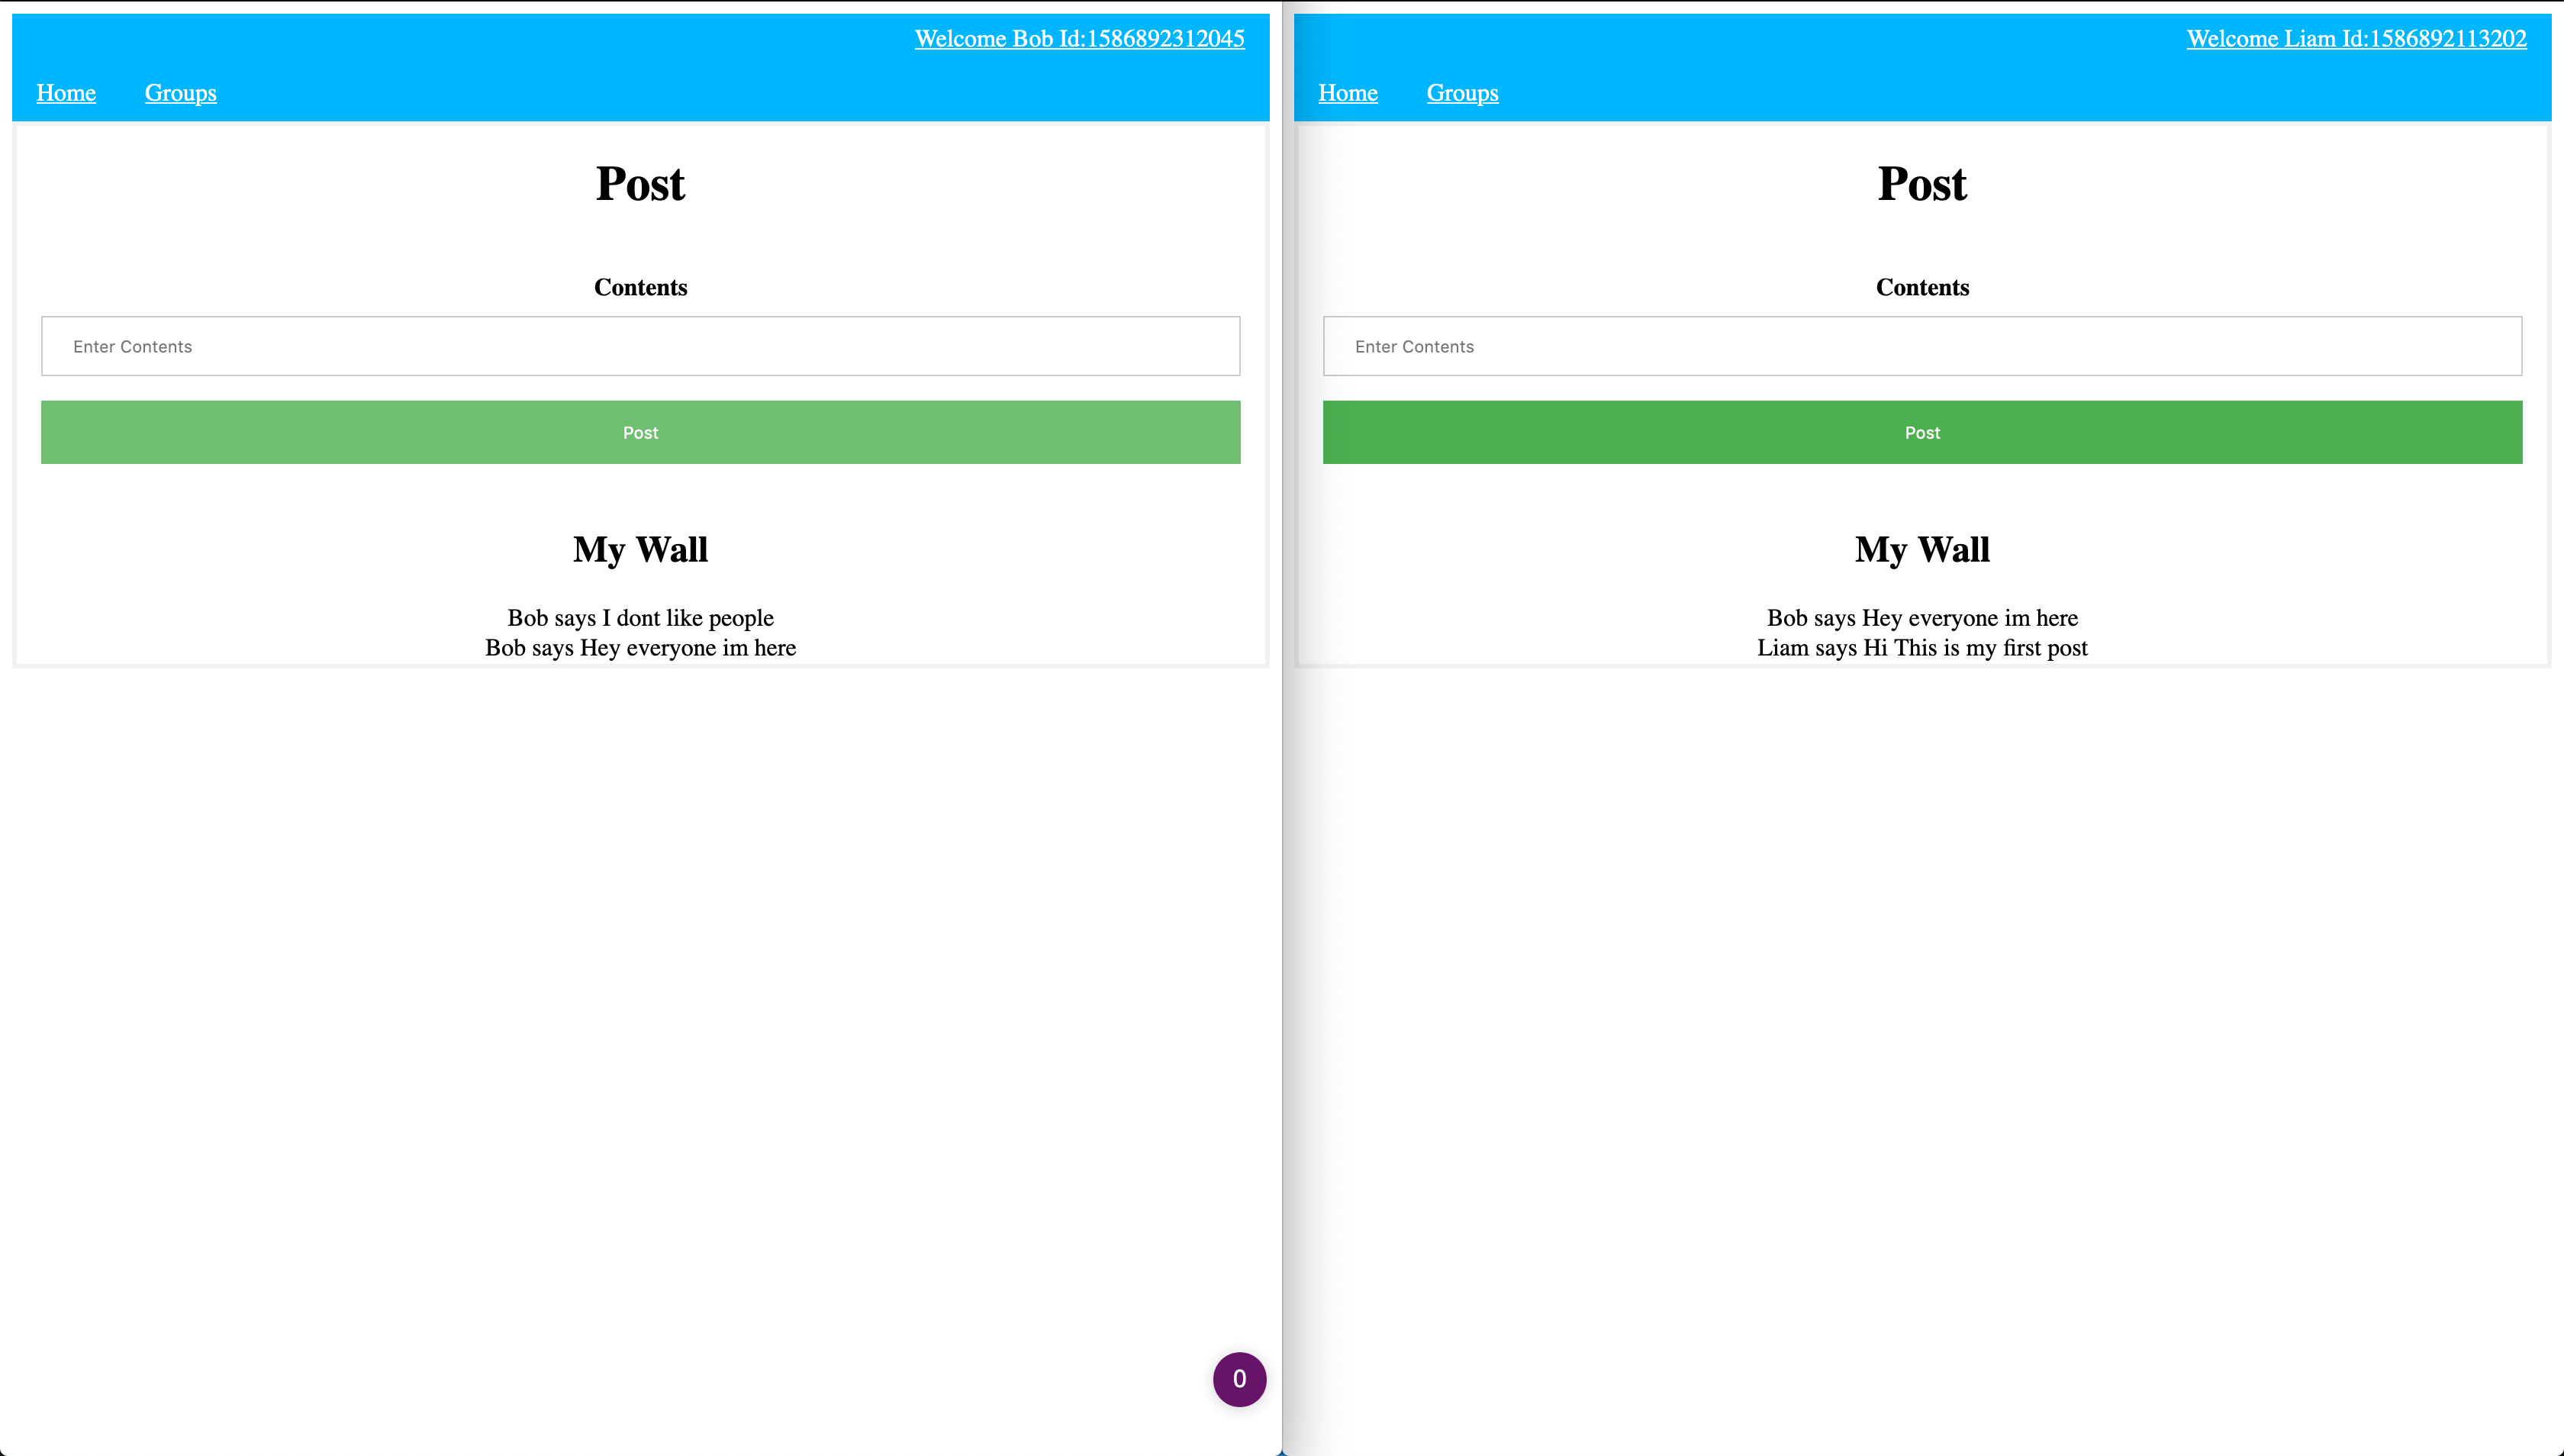 Welcome Bob Id:1586892312045
Home Groups
Post
Contents
Enter Contents
Post
My Wall
Bob says I dont like people
Bob says Hey everyone im here
0
Welcome Liam Id:1586892113202
Home Groups
Post
Contents
Enter Contents
Post
My Wall
Bob says Hey everyone im here
Liam says Hi This is my first post